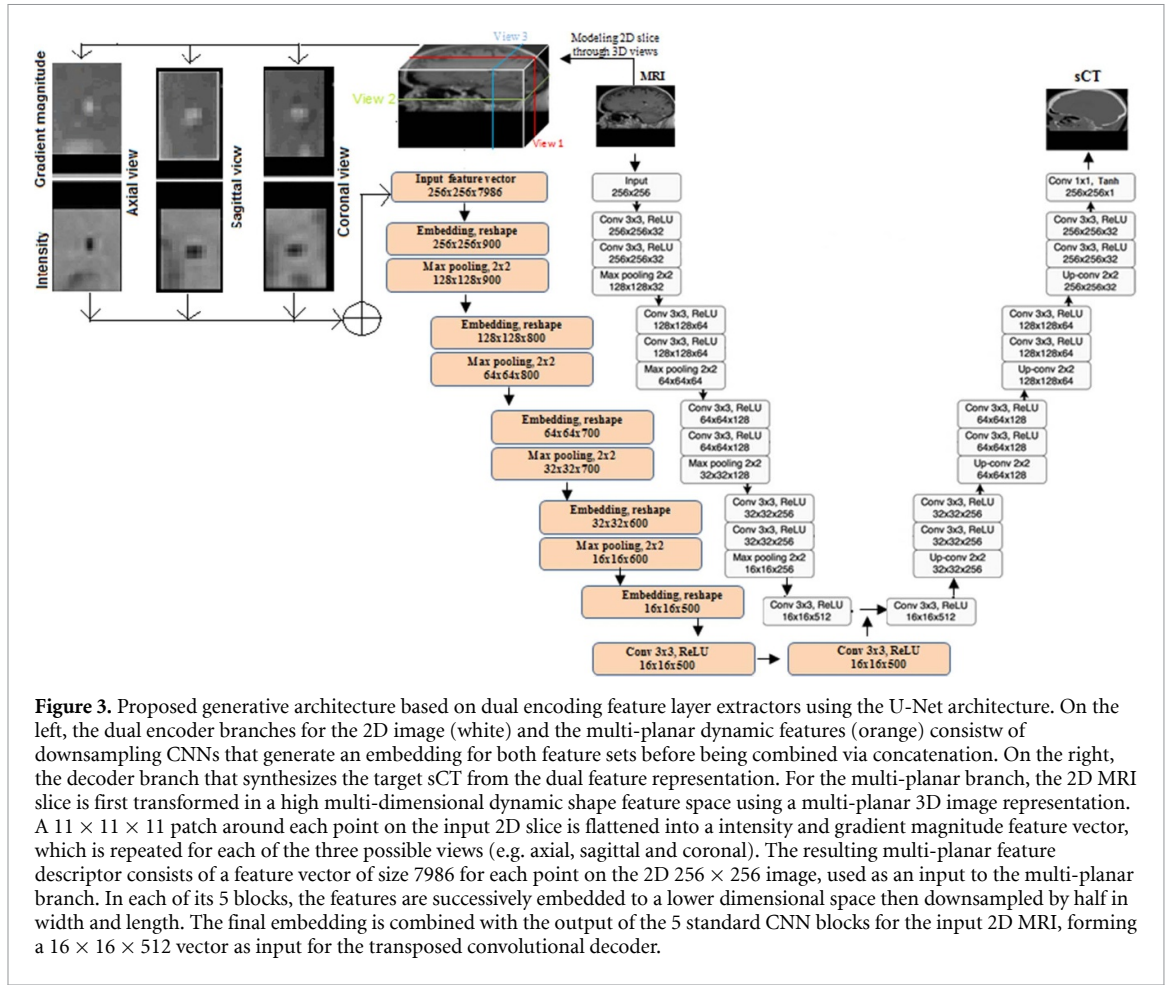 View 3
Modeling 2D slice
through 3D views
MRI
View 2
View 1
sCT
Gradient magnitude
Intensity
Axial view
Sagittal view
Coronal view
Input feature vector
256x256x7986
Embedding, reshape
256x256x900
Max pooling, 2x2
128x128x900
Embedding, reshape
128x128x800
Max pooling, 2x2
64x64x800
Embedding, reshape
64x64x700
Max pooling, 2x2
32x32x700
Embedding, reshape
32x32x600
Max pooling, 2x2
16x16x600
Embedding, reshape
16x16x500
Conv 3x3, ReLU
16x16x500
Conv 3x3, ReLU
16x16x500
Input
256x256
Conv 3x3, ReLU
256x256x32
Conv 3x3, ReLU
256x256x32
Max pooling 2x2
128x128x32
Conv 3x3, ReLU
128x128x64
Conv 3x3, ReLU
128x128x64
Max pooling 2x2
64x64x64
Conv 3x3, ReLU
64x64x128
Conv 3x3, ReLU
64x64x128
Max pooling 2x2
32x32x128
Conv 3x3, ReLU
32x32x256
Conv 3x3, ReLU
32x32x256
Max pooling 2x2
16x16x256
Conv 3x3, ReLU
16x16x512
Conv 3x3, ReLU
16x16x512
Conv 1x1, Tanh
256x256x1
Conv 3x3, ReLU
256x256x32
Conv 3x3, ReLU
256x256x32
Up-conv 2x2
256x256x32
Conv 3x3, ReLU
128x128x64
Conv 3x3, ReLU
128x128x64
Up-conv 2x2
128x128x64
Conv 3x3, ReLU
64x64x128
Conv 3x3, ReLU
64x64x128
Up-conv 2x2
64x64x128
Conv 3x3, ReLU
32x32x256
Conv 3x3, ReLU
32x32x256
Up-conv 2x2
32x32x256
Figure 3. Proposed generative architecture based on dual encoding feature layer extractors using the U-Net architecture. On the
left, the dual encoder branches for the 2D image (white) and the multi-planar dynamic features (orange) consistw of
downsampling CNNs that generate an embedding for both feature sets before being combined via concatenation. On the right,
the decoder branch that synthesizes the target sCT from the dual feature representation. For the multi-planar branch, the 2D MRI
slice is first transformed in a high multi-dimensional dynamic shape feature space using a multi-planar 3D image representation.
A 11 × 11 × 11 patch around each point on the input 2D slice is flattened into a intensity and gradient magnitude feature vector,
which is repeated for each of the three possible views (e.g. axial, sagittal and coronal). The resulting multi-planar feature
descriptor consists of a feature vector of size 7986 for each point on the 2D 256 × 256 image, used as an input to the multi-planar
branch. In each of its 5 blocks, the features are successively embedded to a lower dimensional space then downsampled by half in
width and length. The final embedding is combined with the output of the 5 standard CNN blocks for the input 2D MRI, forming
a 16 × 16 × 512 vector as input for the transposed convolutional decoder.